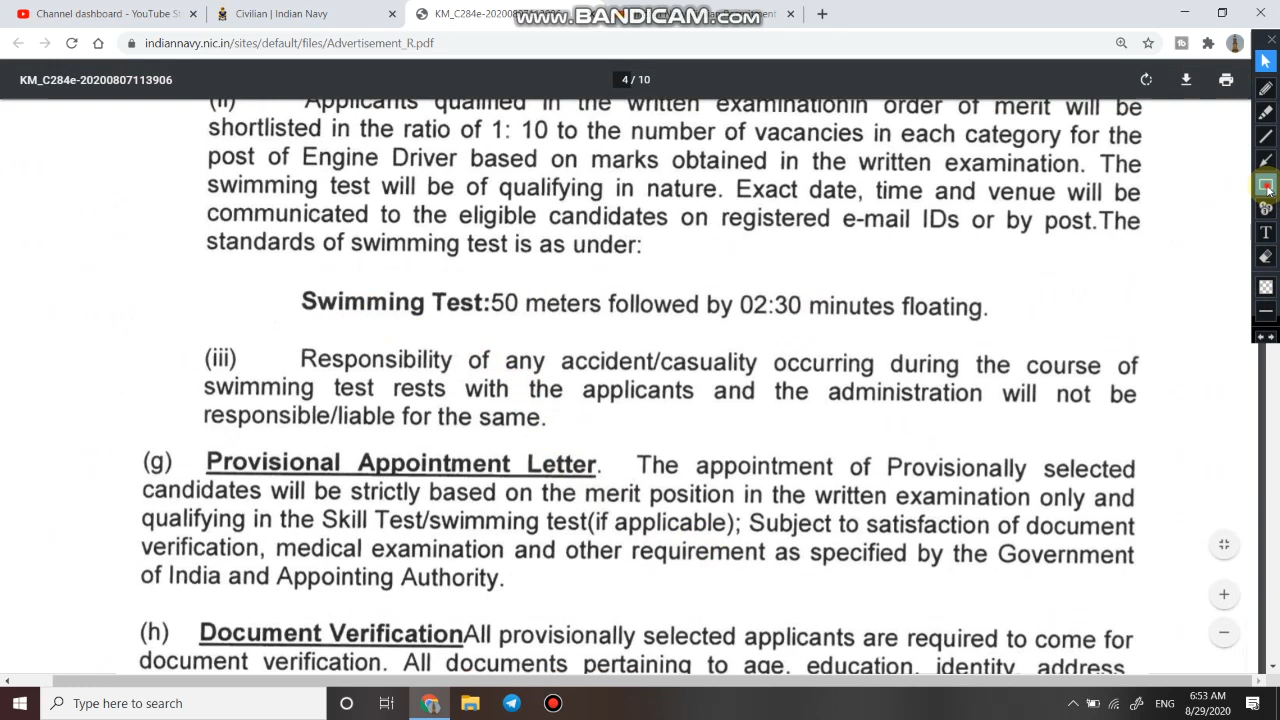 Channel dashboard - YouTube St
Civilian | Indian Navy
KM_C284e-20200807113906
www.BANDICAM.com
indiannavy.nic.in/sites/default/files/Advertisement_R.pdf
KM_C284e-20200807113906
4 / 10
(ii) Applicants qualified in the written examinationin order of merit will be
shortlisted in the ratio of 1: 10 to the number of vacancies in each category for the
post of Engine Driver based on marks obtained in the written examination. The
swimming test will be of qualifying in nature. Exact date, time and venue will be
communicated to the eligible candidates on registered e-mail IDs or by post.The
standards of swimming test is as under:
Swimming Test:50 meters followed by 02:30 minutes floating.
(iii) Responsibility of any accident/casuality occurring during the course of
swimming test rests with the applicants and the administration will not be
responsible/liable for the same.
(g) Provisional Appointment Letter. The appointment of Provisionally selected
candidates will be strictly based on the merit position in the written examination only and
qualifying in the Skill Test/swimming test(if applicable); Subject to satisfaction of document
verification, medical examination and other requirement as specified by the Government
of India and Appointing Authority.
(h) Document VerificationAll provisionally selected applicants are required to come for
document verification. All documents pertaining to age, education, identity, address,
Type here to search
ENG
6:53 AM
8/29/2020